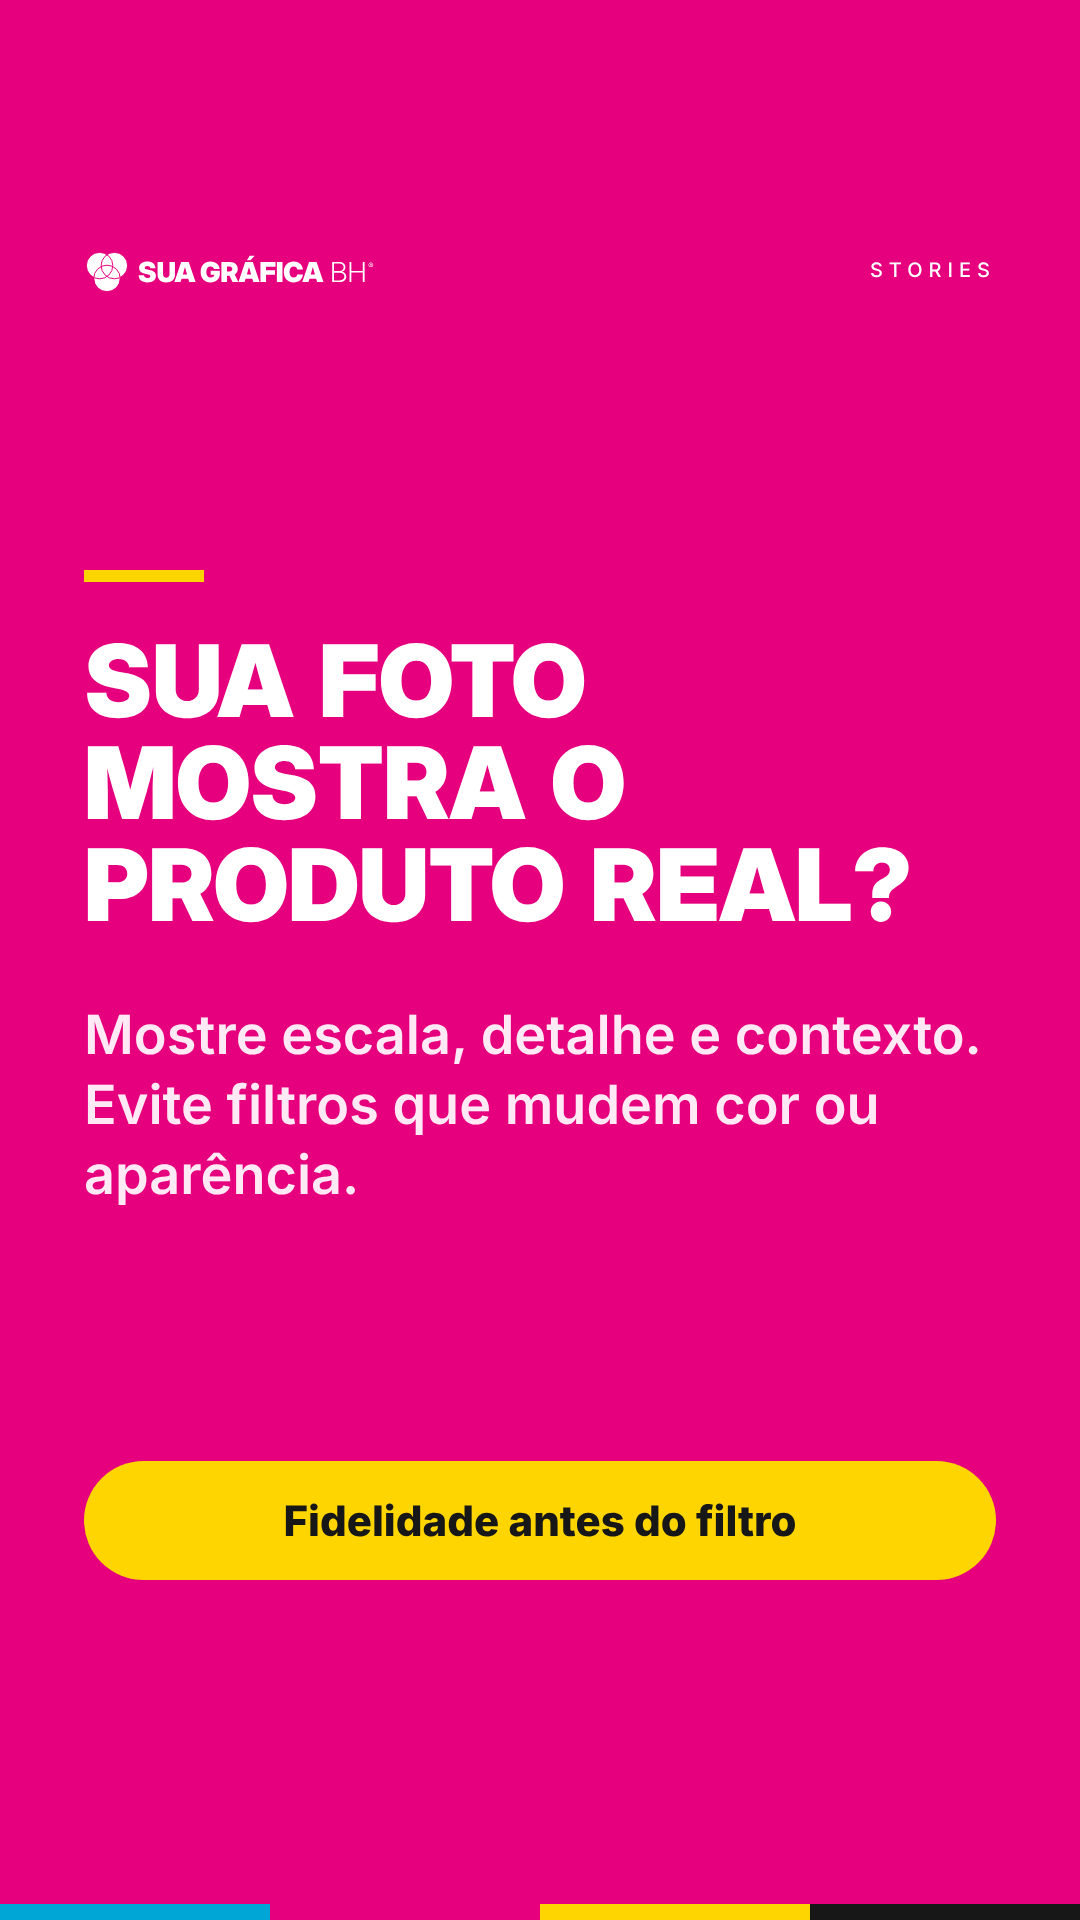 SUA GRÁFICA BH®
STORIES
SUA FOTO
MOSTRA O
PRODUTO REAL?
Mostre escala, detalhe e contexto.
Evite filtros que mudem cor ou
aparência.
Fidelidade antes do filtro